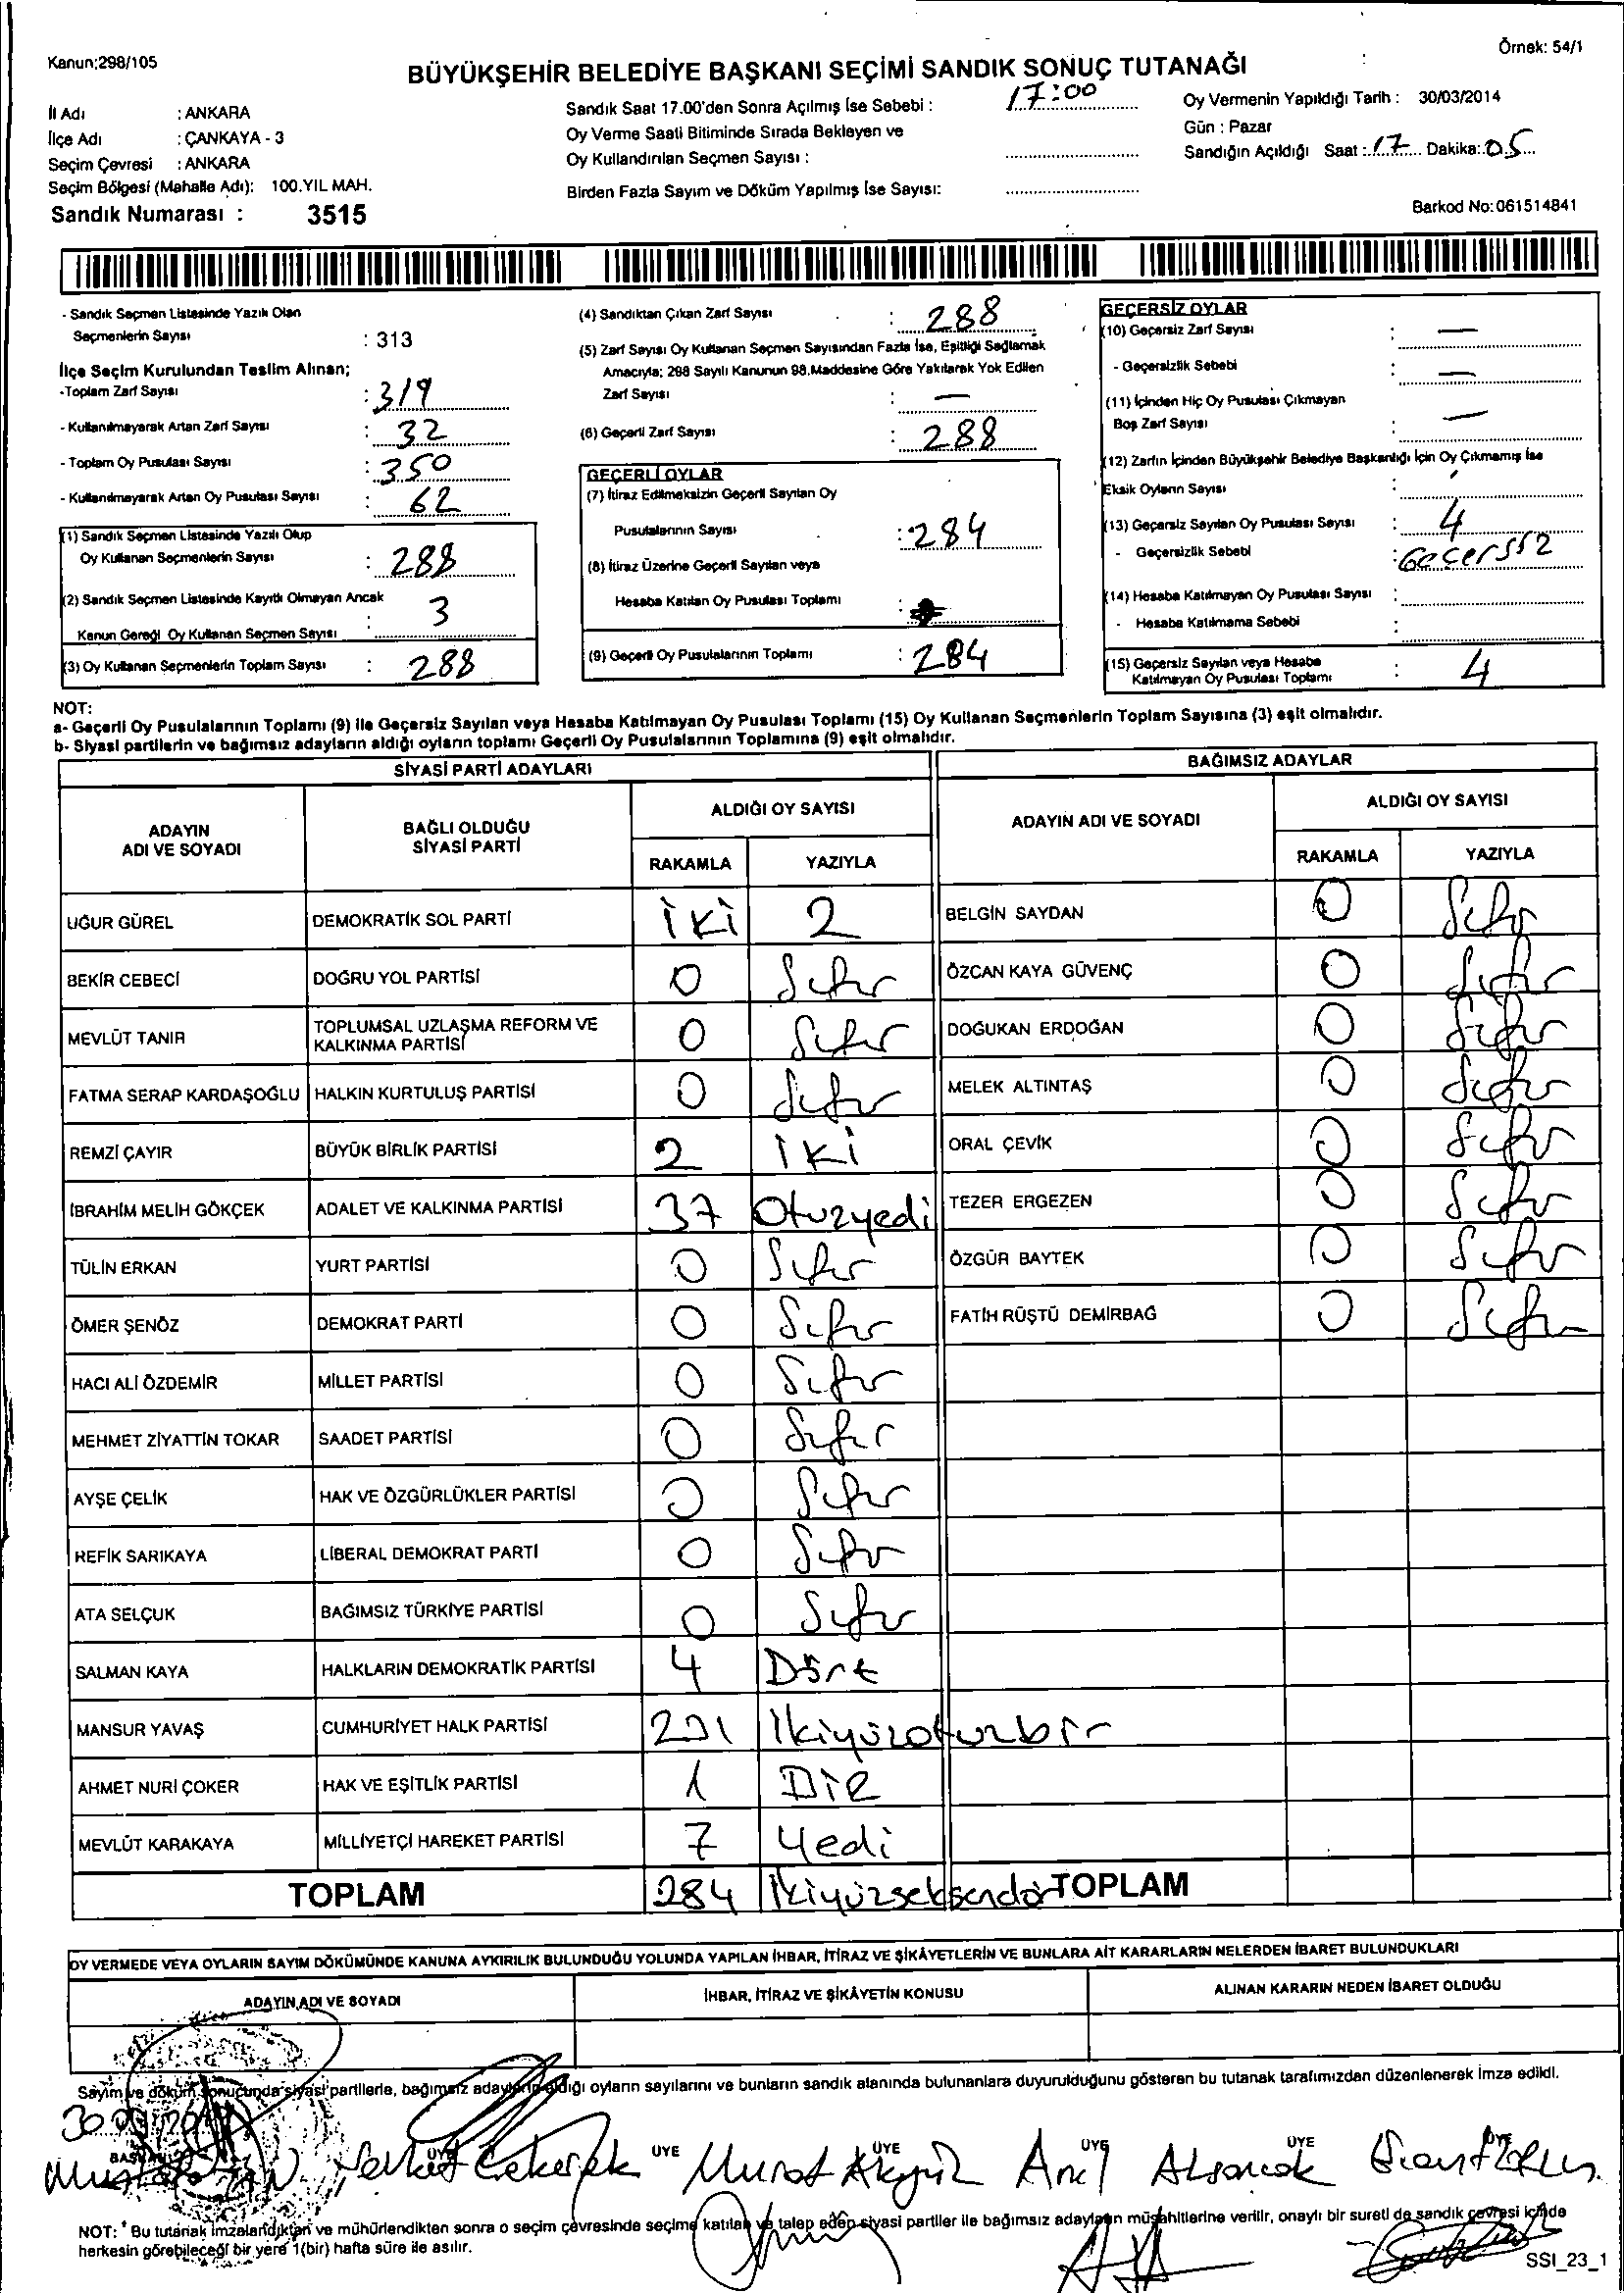 Kanun:298/105
Örnek: 54/1
BÜYÜKŞEHİR BELEDİYE BAŞKANI SEÇİMİ SANDIK SONUÇ TUTANAĞI
İl Adı : ANKARA
İlçe Adı : ÇANKAYA - 3
Seçim Çevresi : ANKARA
Seçim Bölgesi (Mahalle Adı): 100.YIL MAH.
Sandık Numarası : 3515
Sandık Saat 17.00'den Sonra Açılmış İse Sebebi : 17:00
Oy Verme Saati Bitiminde Sırada Bekleyen ve
Oy Kullandırılan Seçmen Sayısı :
Birden Fazla Sayım ve Döküm Yapılmış İse Sayısı:
Oy Vermenin Yapıldığı Tarih : 30/03/2014
Gün : Pazar
Sandığın Açıldığı Saat : 17 Dakika: 05
Barkod No:061514841
- Sandık Seçmen Listesinde Yazılı Olan
Seçmenlerin Sayısı : 313
İlçe Seçim Kurulundan Teslim Alınan;
-Toplam Zarf Sayısı : 319
- Kullanılmayarak Artan Zarf Sayısı : 32
- Toplam Oy Pusulası Sayısı : 350
- Kullanılmayarak Artan Oy Pusulası Sayısı : 62
(1) Sandık Seçmen Listesinde Yazılı Olup
Oy Kullanan Seçmenlerin Sayısı : 288
(2) Sandık Seçmen Listesinde Kayıtlı Olmayan Ancak
Kanun Gereği Oy Kullanan Seçmen Sayısı : 3
(3) Oy Kullanan Seçmenlerin Toplam Sayısı : 288
(4) Sandıktan Çıkan Zarf Sayısı : 288
(5) Zarf Sayısı Oy Kullanan Seçmen Sayısından Fazla İse, Eşitliği Sağlamak
Amacıyla; 298 Sayılı Kanunun 98.Maddesine Göre Yakılarak Yok Edilen
Zarf Sayısı : —
(6) Geçerli Zarf Sayısı : 288
GEÇERLİ OYLAR
(7) İtiraz Edilmeksizin Geçerli Sayılan Oy
Pusulalarının Sayısı : 284
(8) İtiraz Üzerine Geçerli Sayılan veya
Hesaba Katılan Oy Pusulası Toplamı :
(9) Geçerli Oy Pusulalarının Toplamı : 284
GEÇERSİZ OYLAR
(10) Geçersiz Zarf Sayısı : —
- Geçersizlik Sebebi : —
(11) İçinden Hiç Oy Pusulası Çıkmayan
Boş Zarf Sayısı : —
(12) Zarfın İçinden Büyükşehir Belediye Başkanlığı İçin Oy Çıkmamış İse
Eksik Oyların Sayısı :
(13) Geçersiz Sayılan Oy Pusulası Sayısı : 4
- Geçersizlik Sebebi : Geçersiz
(14) Hesaba Katılmayan Oy Pusulası Sayısı :
- Hesaba Katılmama Sebebi :
(15) Geçersiz Sayılan veya Hesaba
Katılmayan Oy Pusulası Toplamı : 4
NOT:
a- Geçerli Oy Pusulalarının Toplamı (9) ile Geçersiz Sayılan veya Hesaba Katılmayan Oy Pusulası Toplamı (15) Oy Kullanan Seçmenlerin Toplam Sayısına (3) eşit olmalıdır.
b- Siyasi partilerin ve bağımsız adayların aldığı oyların toplamı Geçerli Oy Pusulalarının Toplamına (9) eşit olmalıdır.
SİYASİ PARTİ ADAYLARI
ADAYIN ADI VE SOYADI BAĞLI OLDUĞU SİYASİ PARTİ ALDIĞI OY SAYISI
RAKAMLA YAZIYLA
UĞUR GÜREL DEMOKRATİK SOL PARTİ iki 2
BEKİR CEBECİ DOĞRU YOL PARTİSİ 0 Sıfır
MEVLÜT TANIR TOPLUMSAL UZLAŞMA REFORM VE KALKINMA PARTİSİ 0 Sıfır
FATMA SERAP KARDAŞOĞLU HALKIN KURTULUŞ PARTİSİ 0 Sıfır
REMZİ ÇAYIR BÜYÜK BİRLİK PARTİSİ 2 iki
İBRAHİM MELİH GÖKÇEK ADALET VE KALKINMA PARTİSİ 37 Otuzyedi
TÜLİN ERKAN YURT PARTİSİ 0 Sıfır
ÖMER ŞENÖZ DEMOKRAT PARTİ 0 Sıfır
HACI ALİ ÖZDEMİR MİLLET PARTİSİ 0 Sıfır
MEHMET ZİYATTİN TOKAR SAADET PARTİSİ 0 Sıfır
AYŞE ÇELİK HAK VE ÖZGÜRLÜKLER PARTİSİ 0 Sıfır
REFİK SARIKAYA LİBERAL DEMOKRAT PARTİ 0 Sıfır
ATA SELÇUK BAĞIMSIZ TÜRKİYE PARTİSİ 0 Sıfır
SALMAN KAYA HALKLARIN DEMOKRATİK PARTİSİ 4 Dört
MANSUR YAVAŞ CUMHURİYET HALK PARTİSİ 231 İkiyüzotuzbir
AHMET NURİ ÇOKER HAK VE EŞİTLİK PARTİSİ 1 Bir
MEVLÜT KARAKAYA MİLLİYETÇİ HAREKET PARTİSİ 7 Yedi
TOPLAM 284 İkiyüzseksendör
BAĞIMSIZ ADAYLAR
ADAYIN ADI VE SOYADI ALDIĞI OY SAYISI
RAKAMLA YAZIYLA
BELGİN SAYDAN 0 Sıfır
ÖZCAN KAYA GÜVENÇ 0 Sıfır
DOĞUKAN ERDOĞAN 0 Sıfır
MELEK ALTINTAŞ 0 Sıfır
ORAL ÇEVİK 0 Sıfır
TEZER ERGEZEN 0 Sıfır
ÖZGÜR BAYTEK 0 Sıfır
FATİH RÜŞTÜ DEMİRBAĞ 0 Sıfır
TOPLAM
OY VERMEDE VEYA OYLARIN SAYIM DÖKÜMÜNDE KANUNA AYKIRILIK BULUNDUĞU YOLUNDA YAPILAN İHBAR, İTİRAZ VE ŞİKÂYETLERİN VE BUNLARA AİT KARARLARIN NELERDEN İBARET BULUNDUKLARI
ADAYIN ADI VE SOYADI İHBAR, İTİRAZ VE ŞİKÂYETİN KONUSU ALINAN KARARIN NEDEN İBARET OLDUĞU
Sayım ve döküm sonucunda siyasi partilerle, bağımsız adayların aldığı oyların sayılarını ve bunların sandık alanında bulunanlara duyurulduğunu gösteren bu tutanak tarafımızdan düzenlenerek imza edildi.
BAŞKAN ÜYE ÜYE ÜYE ÜYE ÜYE ÜYE
Murat Akgül Anıl Alsancak
NOT: * Bu tutanak imzalandıktan ve mühürlendikten sonra o seçim çevresinde seçime katılan ve talep eden siyasi partiler ile bağımsız adayların müşahitlerine verilir, onaylı bir sureti de sandık çevresi içinde
herkesin görebileceği bir yere 1(bir) hafta süre ile asılır.
SSI_23_1